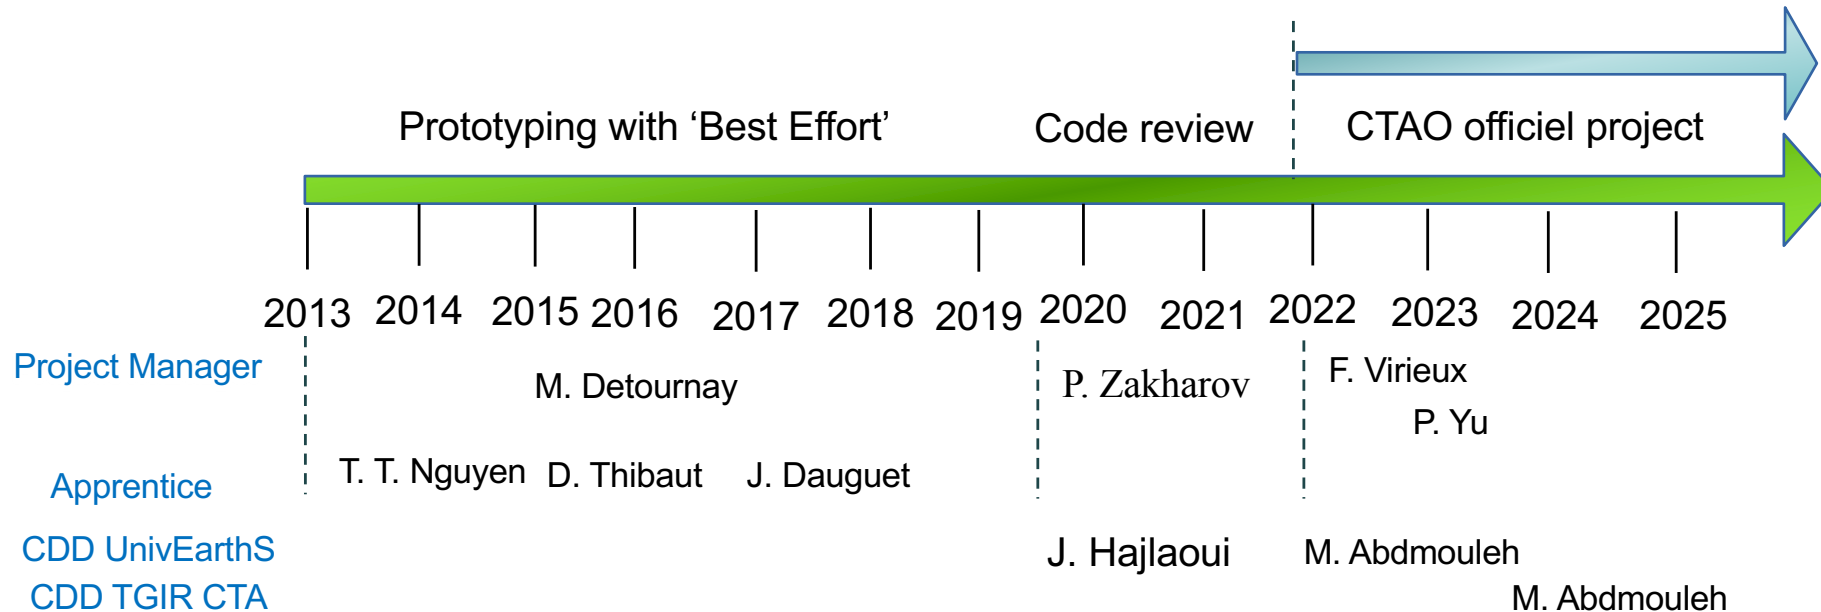 Prototyping with ‘Best Effort’ Code review CTAO officiel project
2013 2014 2015 2016 2017 2018 2019 2020 2021 2022 2023 2024 2025
Project Manager M. Detournay P. Zakharov F. Virieux
P. Yu
Apprentice T. T. Nguyen D. Thibaut J. Dauguet
CDD UnivEarthS J. Hajlaoui M. Abdmouleh
CDD TGIR CTA M. Abdmouleh